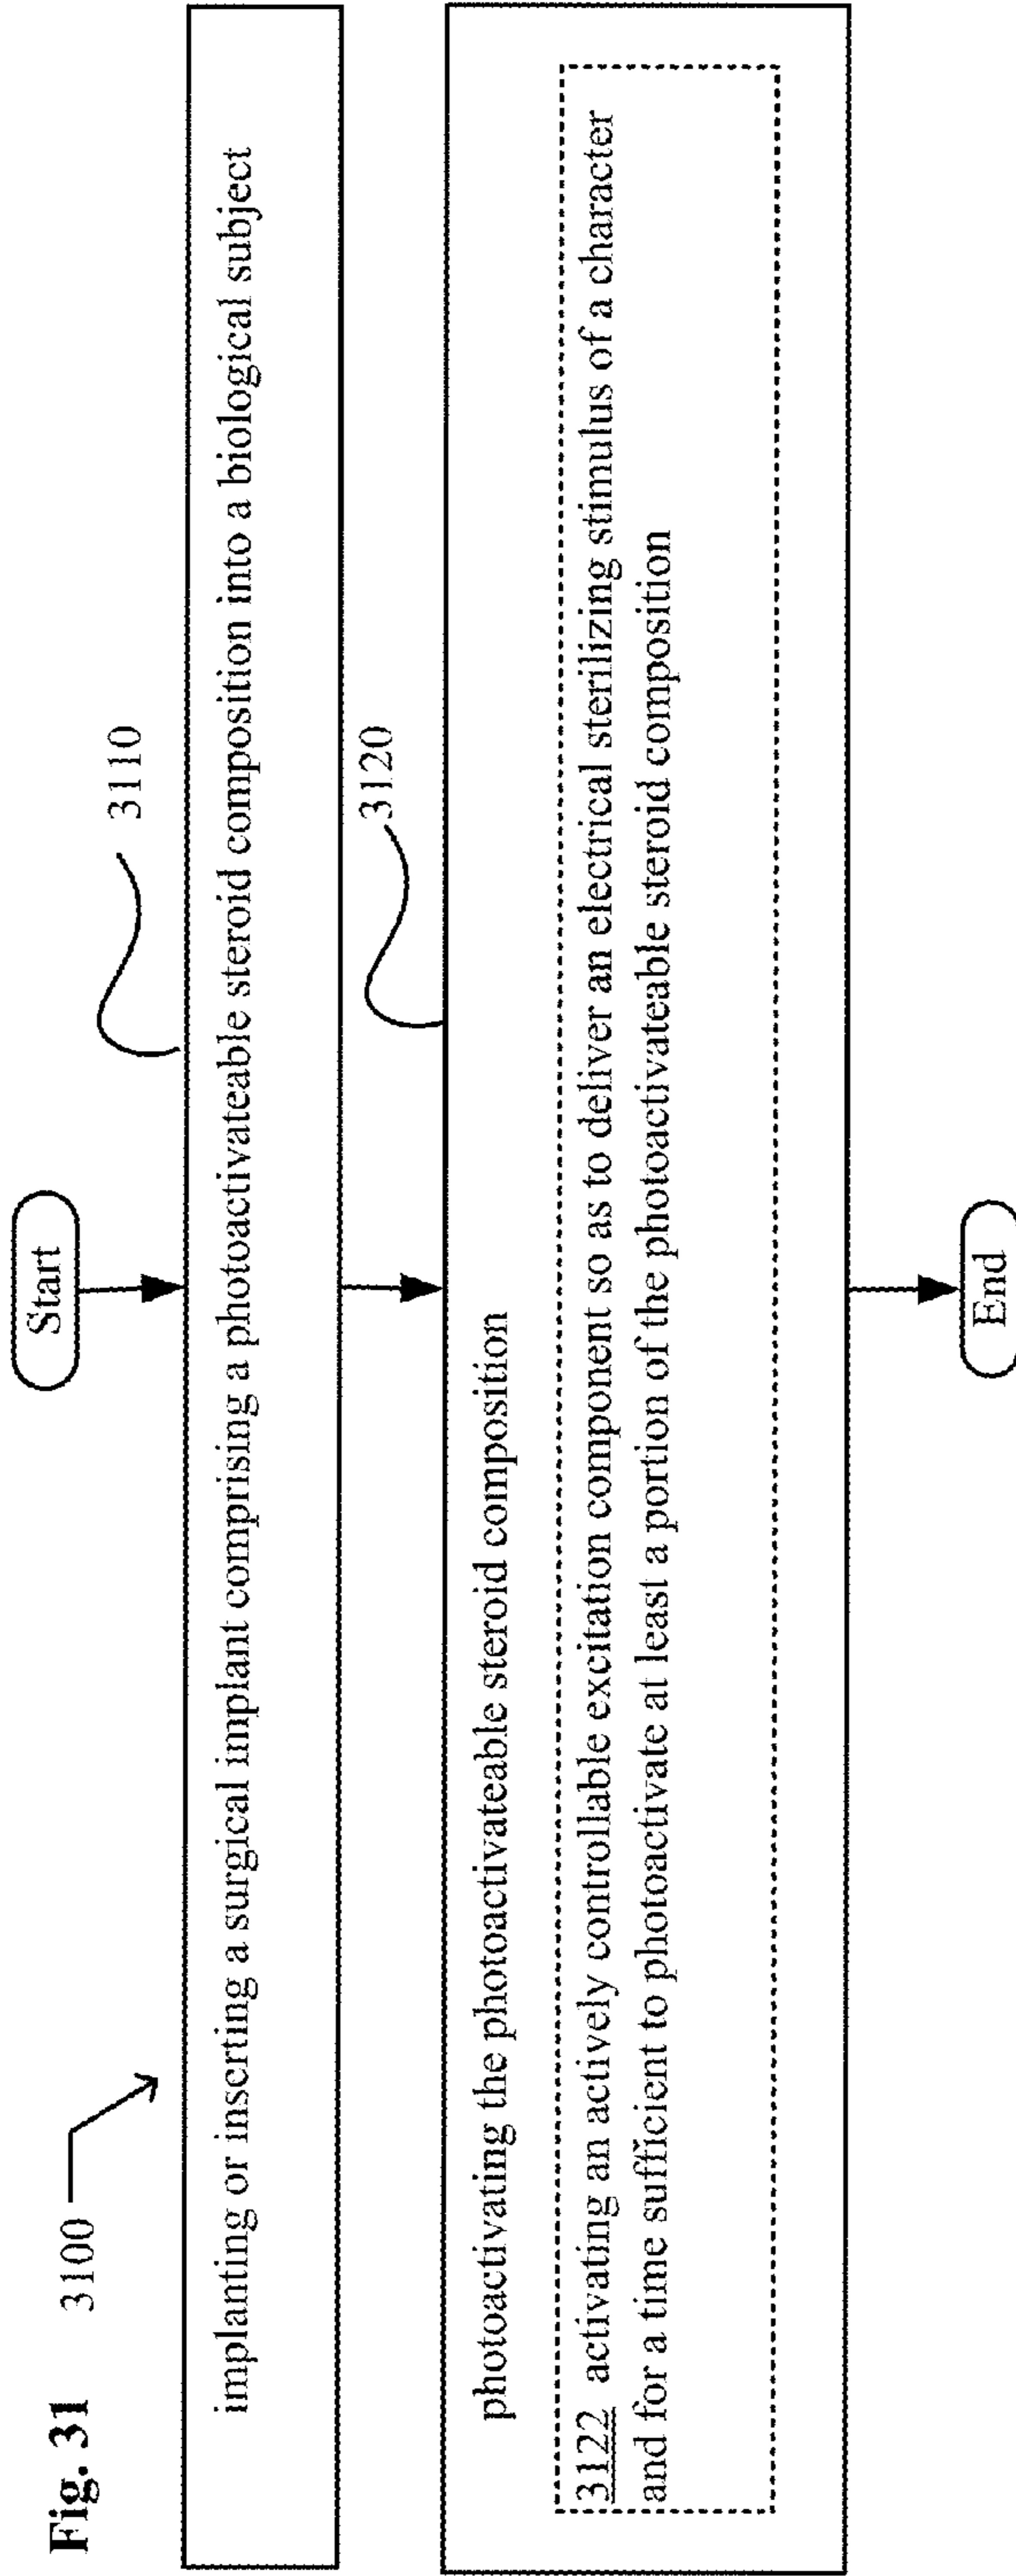 Fig. 31
3100
Start
3110
implanting or inserting a surgical implant comprising a photoactivateable steroid composition into a biological subject
3120
photoactivating the photoactivateable steroid composition
3122 activating an actively controllable excitation component so as to deliver an electrical sterilizing stimulus of a character
and for a time sufficient to photoactivate at least a portion of the photoactivateable steroid composition
End